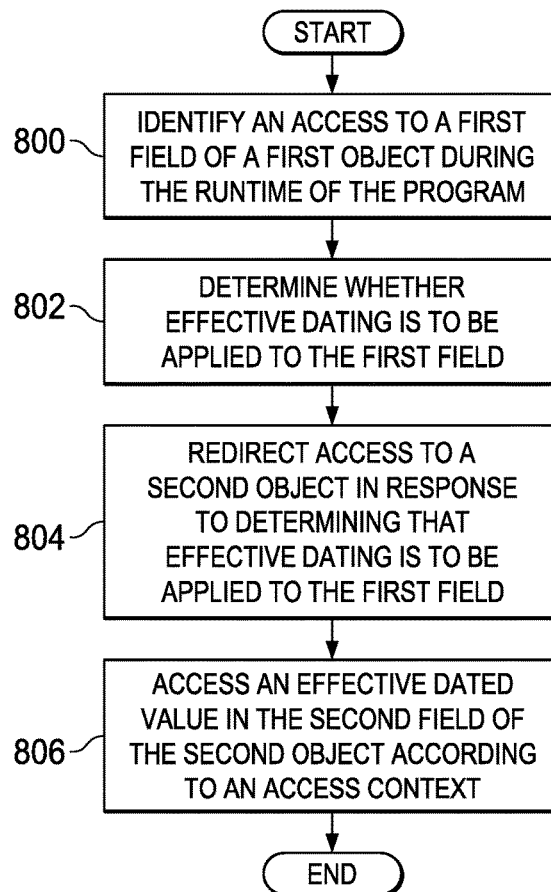 START
800
IDENTIFY AN ACCESS TO A FIRST
FIELD OF A FIRST OBJECT DURING
THE RUNTIME OF THE PROGRAM
802
DETERMINE WHETHER
EFFECTIVE DATING IS TO BE
APPLIED TO THE FIRST FIELD
804
REDIRECT ACCESS TO A
SECOND OBJECT IN RESPONSE
TO DETERMINING THAT
EFFECTIVE DATING IS TO BE
APPLIED TO THE FIRST FIELD
806
ACCESS AN EFFECTIVE DATED
VALUE IN THE SECOND FIELD OF
THE SECOND OBJECT ACCORDING
TO AN ACCESS CONTEXT
END